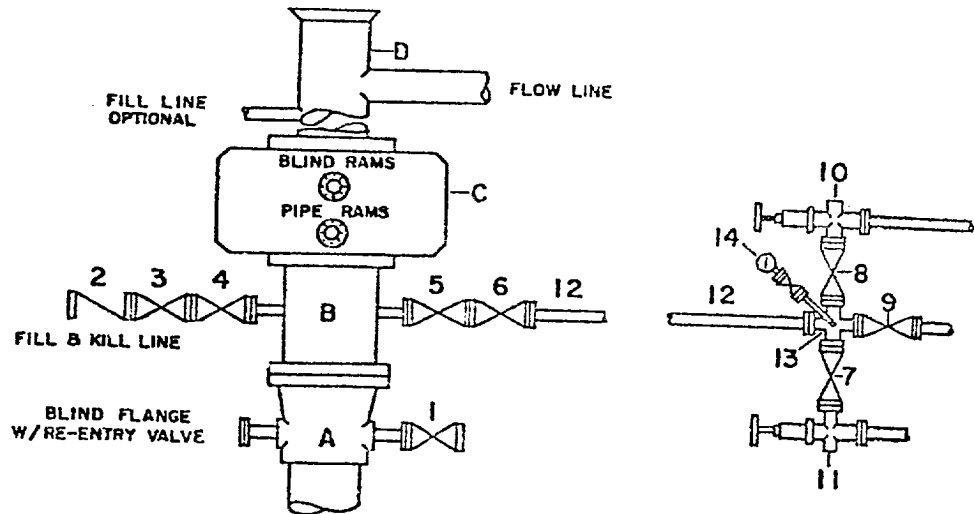 D
FLOW LINE
FILL LINE
OPTIONAL
BLIND RAMS
C
PIPE RAMS
2 3 4
B
5 6 12
FILL & KILL LINE
BLIND FLANGE
W/RE-ENTRY VALVE
A
1
10
14
8
12
9
13
7
11